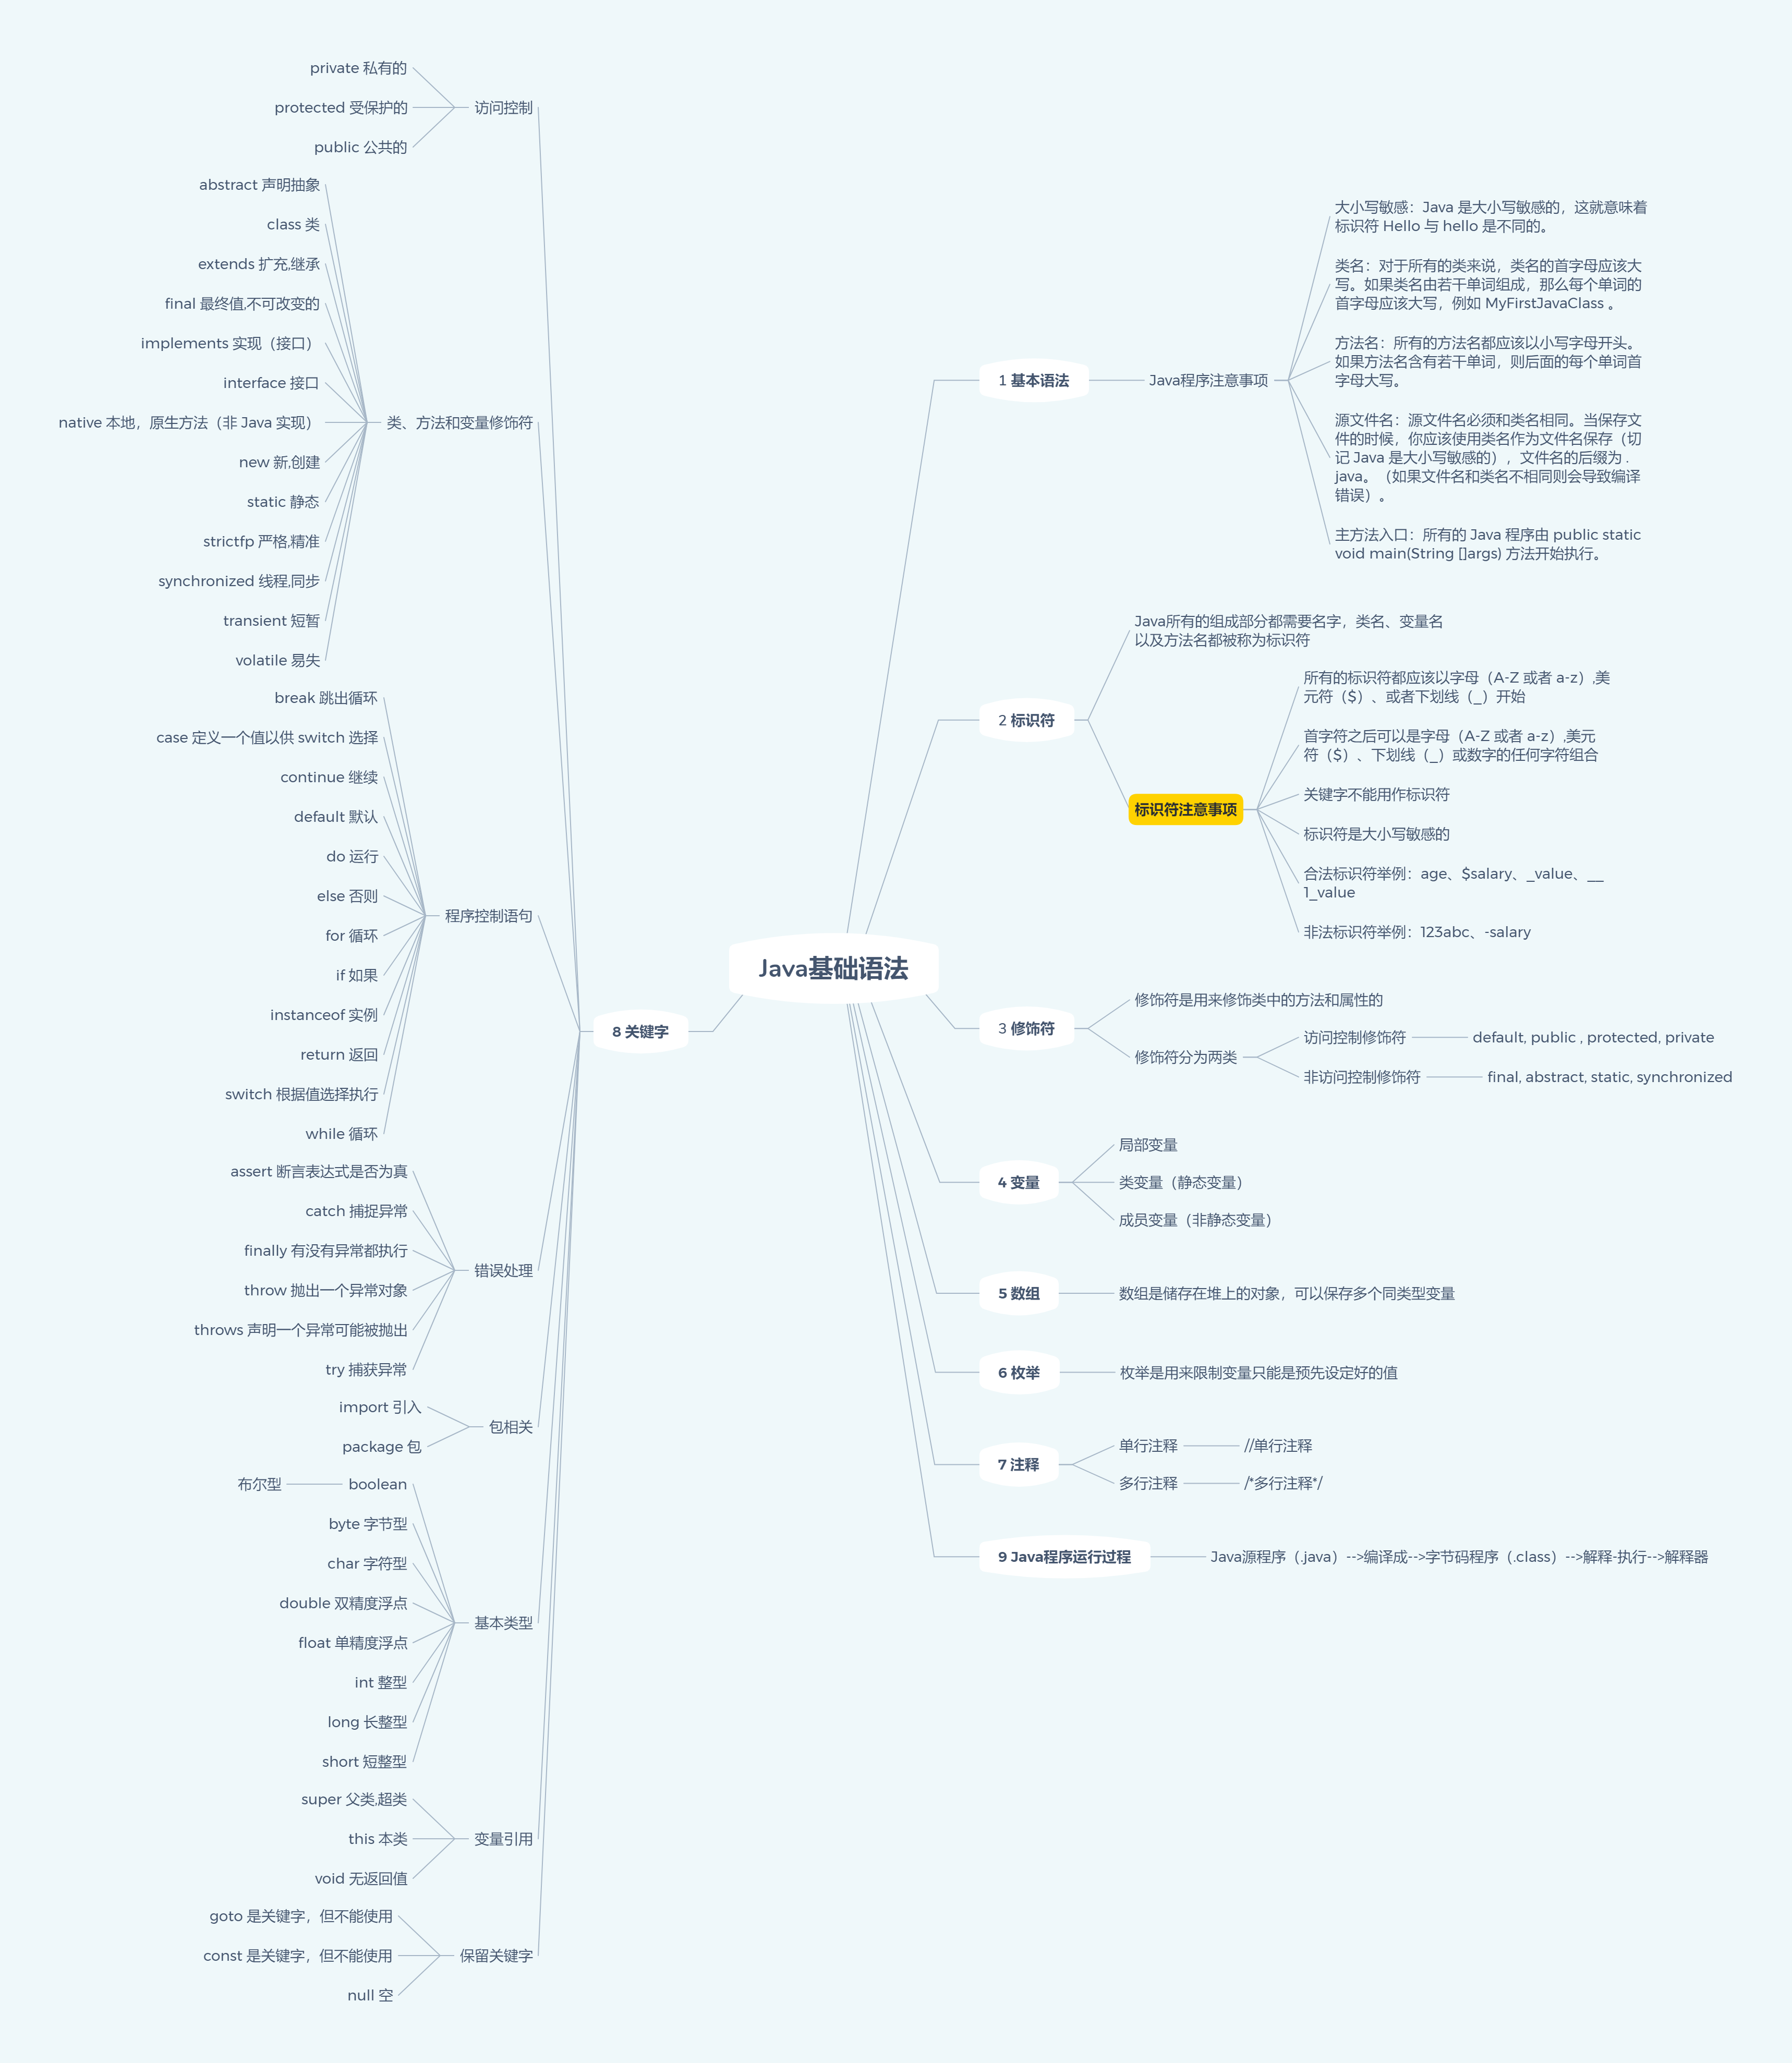 Java基础语法
1 基本语法
Java程序注意事项
大小写敏感：Java 是大小写敏感的，这就意味着
标识符 Hello 与 hello 是不同的。
类名：对于所有的类来说，类名的首字母应该大
写。如果类名由若干单词组成，那么每个单词的
首字母应该大写，例如 MyFirstJavaClass 。
方法名：所有的方法名都应该以小写字母开头。
如果方法名含有若干单词，则后面的每个单词首
字母大写。
源文件名：源文件名必须和类名相同。当保存文
件的时候，你应该使用类名作为文件名保存（切
记 Java 是大小写敏感的），文件名的后缀为 .
java。（如果文件名和类名不相同则会导致编译
错误）。
主方法入口：所有的 Java 程序由 public static
void main(String []args) 方法开始执行。
2 标识符
Java所有的组成部分都需要名字，类名、变量名
以及方法名都被称为标识符
标识符注意事项
所有的标识符都应该以字母（A-Z 或者 a-z）,美
元符（$）、或者下划线（_）开始
首字符之后可以是字母（A-Z 或者 a-z）,美元
符（$）、下划线（_）或数字的任何字符组合
关键字不能用作标识符
标识符是大小写敏感的
合法标识符举例：age、$salary、_value、__
1_value
非法标识符举例：123abc、-salary
3 修饰符
修饰符是用来修饰类中的方法和属性的
修饰符分为两类
访问控制修饰符
default, public , protected, private
非访问控制修饰符
final, abstract, static, synchronized
4 变量
局部变量
类变量（静态变量）
成员变量（非静态变量）
5 数组
数组是储存在堆上的对象，可以保存多个同类型变量
6 枚举
枚举是用来限制变量只能是预先设定好的值
7 注释
单行注释
//单行注释
多行注释
/*多行注释*/
8 关键字
访问控制
private 私有的
protected 受保护的
public 公共的
类、方法和变量修饰符
abstract 声明抽象
class 类
extends 扩充,继承
final 最终值,不可改变的
implements 实现（接口）
interface 接口
native 本地，原生方法（非 Java 实现）
new 新,创建
static 静态
strictfp 严格,精准
synchronized 线程,同步
transient 短暂
volatile 易失
程序控制语句
break 跳出循环
case 定义一个值以供 switch 选择
continue 继续
default 默认
do 运行
else 否则
for 循环
if 如果
instanceof 实例
return 返回
switch 根据值选择执行
while 循环
错误处理
assert 断言表达式是否为真
catch 捕捉异常
finally 有没有异常都执行
throw 抛出一个异常对象
throws 声明一个异常可能被抛出
try 捕获异常
包相关
import 引入
package 包
基本类型
boolean
布尔型
byte 字节型
char 字符型
double 双精度浮点
float 单精度浮点
int 整型
long 长整型
short 短整型
变量引用
super 父类,超类
this 本类
void 无返回值
保留关键字
goto 是关键字，但不能使用
const 是关键字，但不能使用
null 空
9 Java程序运行过程
Java源程序（.java）-->编译成-->字节码程序（.class）-->解释-执行-->解释器